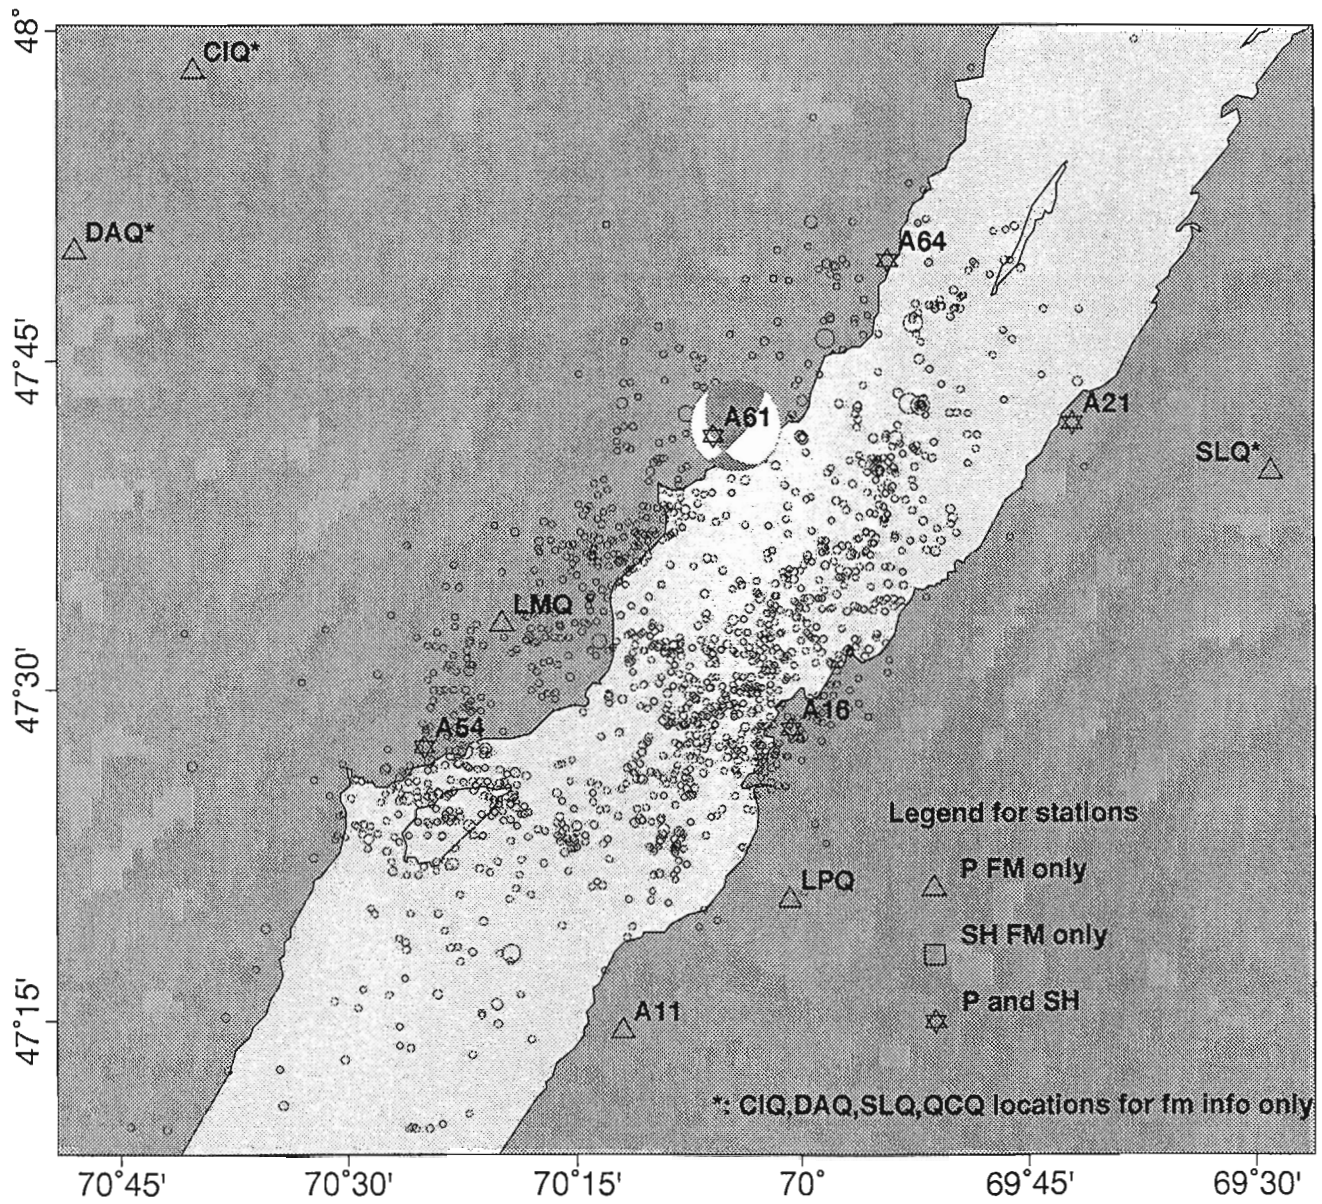 48°
CIQ*
DAQ*
A64
47°45'
A61
A21
SLQ*
LMQ
47°30'
A54
A16
Legend for stations
P FM only
LPQ
SH FM only
P and SH
47°15'
A11
*: CIQ,DAQ,SLQ,QCQ locations for fm info only
70°45'
70°30'
70°15'
70°
69°45'
69°30'